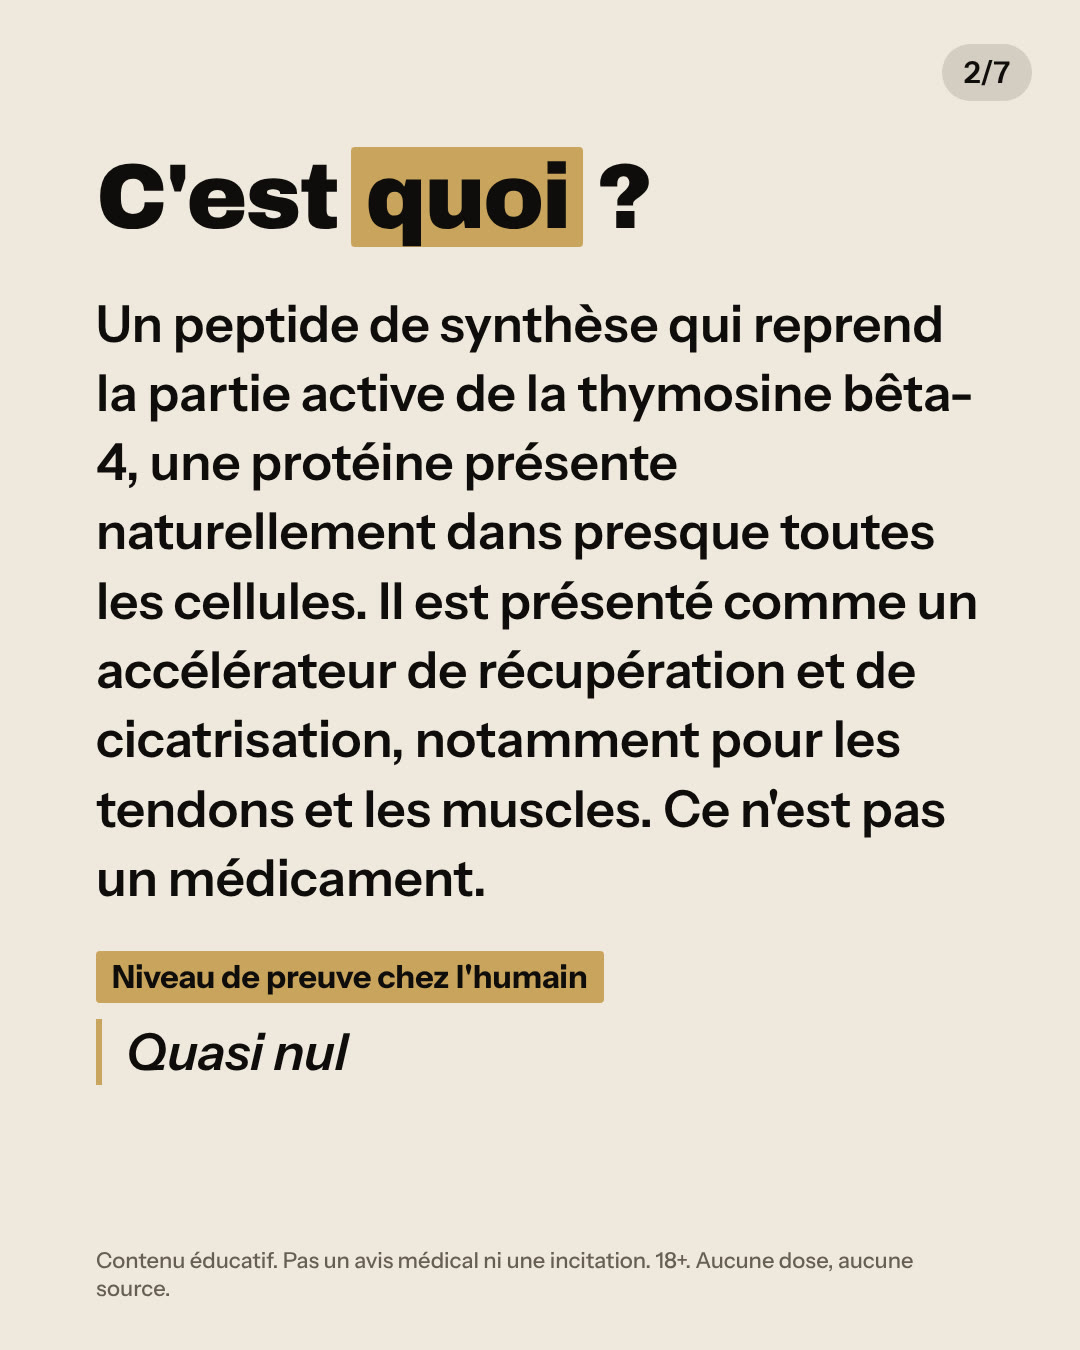 2/7
C'est quoi ?
Un peptide de synthèse qui reprend
la partie active de la thymosine bêta-
4, une protéine présente
naturellement dans presque toutes
les cellules. Il est présenté comme un
accélérateur de récupération et de
cicatrisation, notamment pour les
tendons et les muscles. Ce n'est pas
un médicament.
Niveau de preuve chez l'humain
Quasi nul
Contenu éducatif. Pas un avis médical ni une incitation. 18+. Aucune dose, aucune
source.